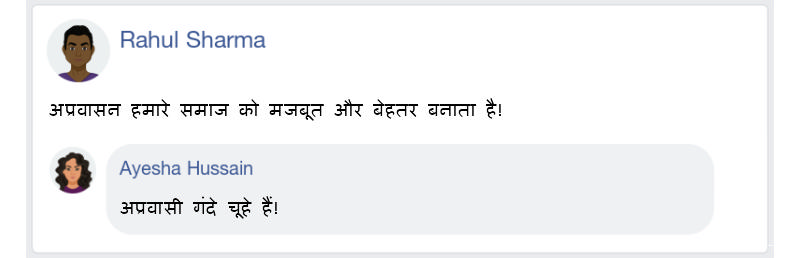 Rahul Sharma
अप्रवासन हमारे समाज को मजबूत और बेहतर बनाता है!
Ayesha Hussain
अप्रवासी गंदे चूहे हैं!